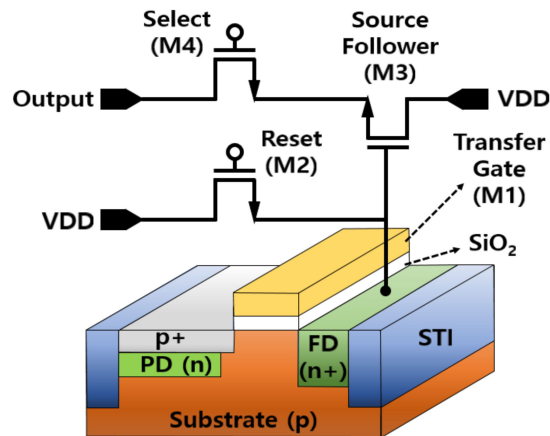 Select
(M4)
Source
Follower
(M3)
Output
VDD
Reset
(M2)
Transfer
Gate
(M1)
VDD
SiO₂
p+
PD (n)
FD
(n+)
STI
Substrate (p)